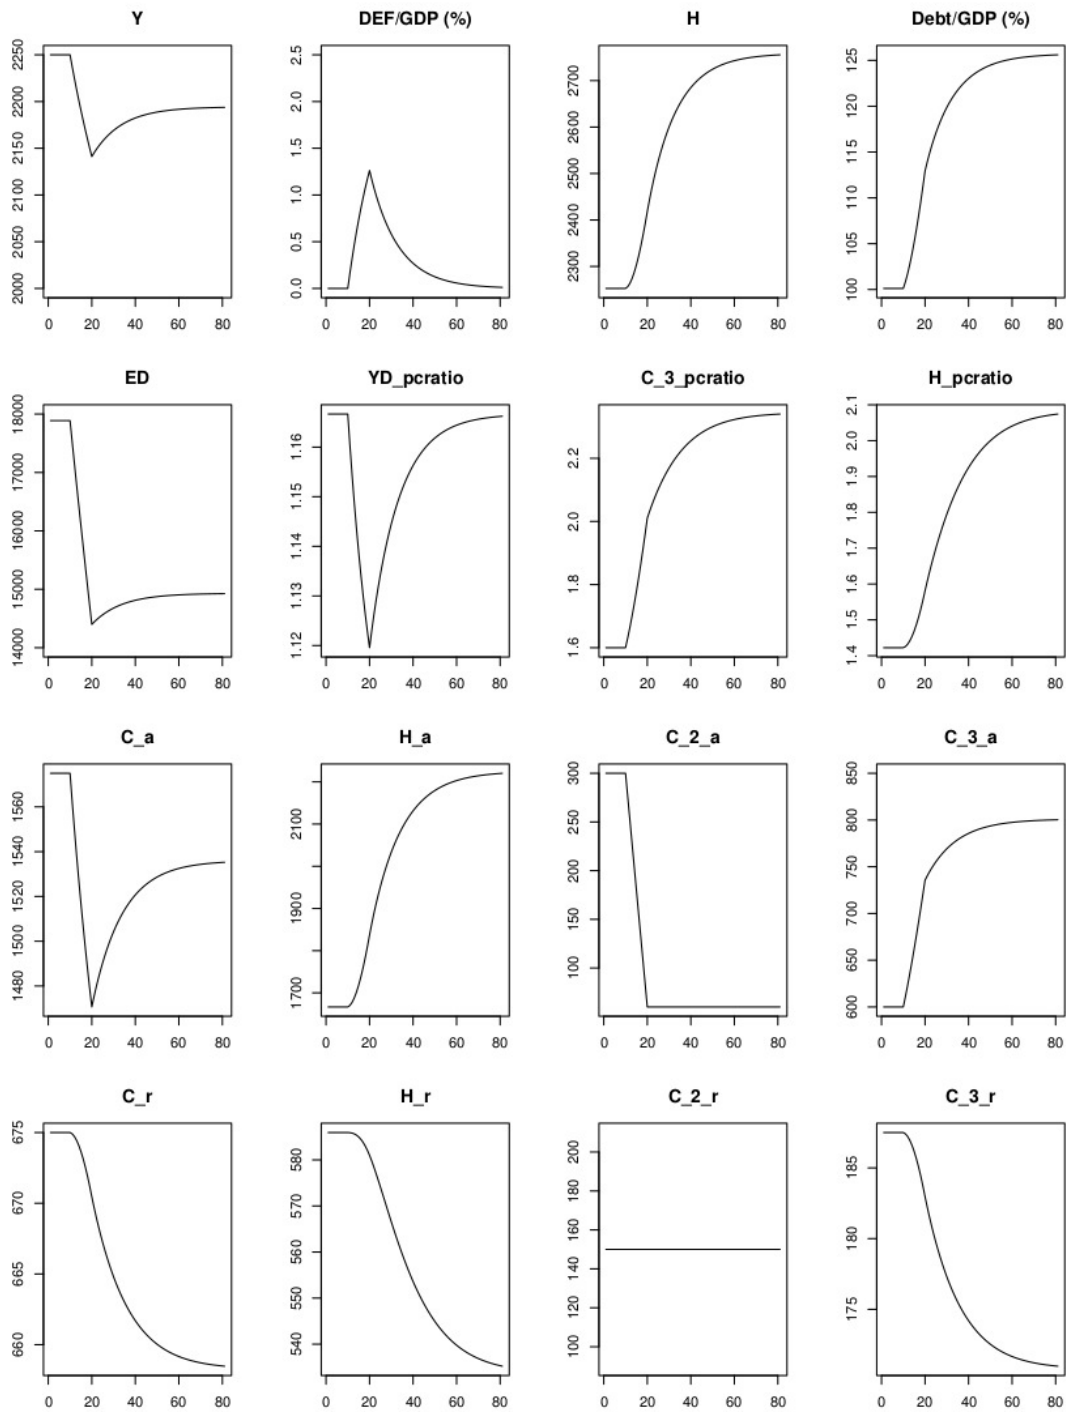 Y DEF/GDP (%) H Debt/GDP (%)
2000 2050 2100 2150 2200 2250
0.0 0.5 1.0 1.5 2.0 2.5
2300 2400 2500 2600 2700
100 105 110 115 120 125
0 20 40 60 80 0 20 40 60 80 0 20 40 60 80 0 20 40 60 80
ED YD_pcratio C_3_pcratio H_pcratio
14000 15000 16000 17000 18000
1.12 1.13 1.14 1.15 1.16
1.6 1.8 2.0 2.2
1.4 1.5 1.6 1.7 1.8 1.9 2.0 2.1
0 20 40 60 80 0 20 40 60 80 0 20 40 60 80 0 20 40 60 80
C_a H_a C_2_a C_3_a
1480 1500 1520 1540 1560
1700 1900 2100
100 150 200 250 300
600 650 700 750 800 850
0 20 40 60 80 0 20 40 60 80 0 20 40 60 80 0 20 40 60 80
C_r H_r C_2_r C_3_r
660 665 670 675
540 550 560 570 580
100 120 140 160 180 200
175 180 185
0 20 40 60 80 0 20 40 60 80 0 20 40 60 80 0 20 40 60 80